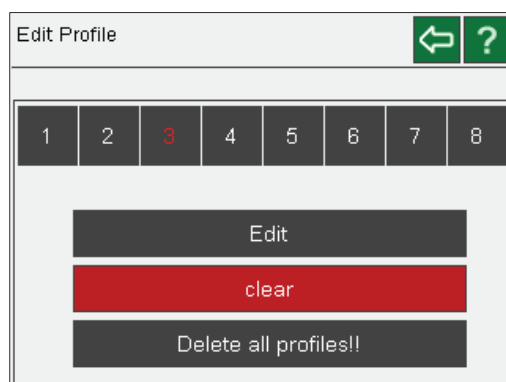 Edit Profile ?
1 2 3 4 5 6 7 8
Edit
clear
Delete all profiles!!